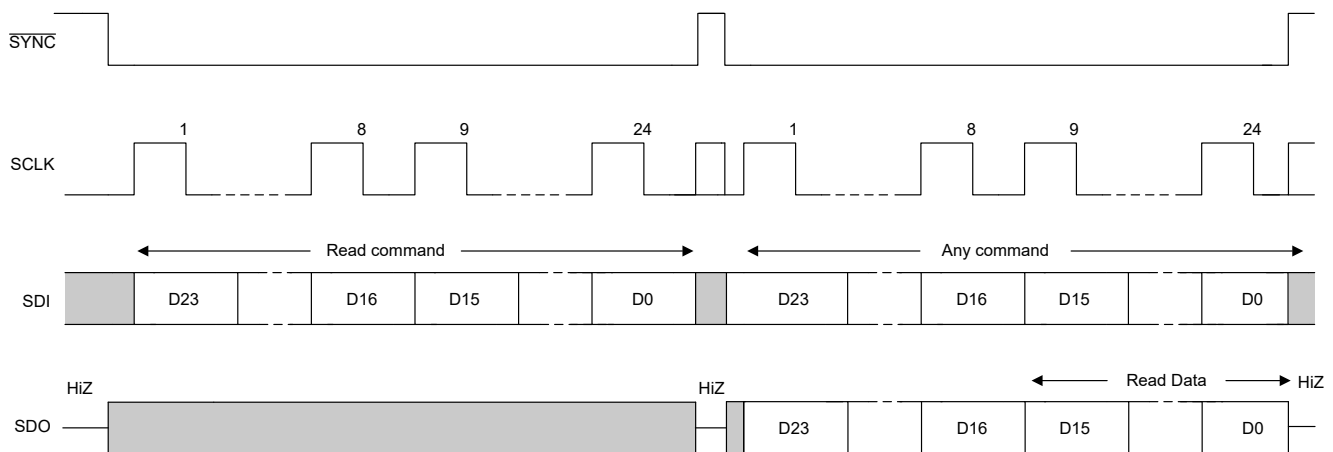 SYNC
SCLK
1 8 9 24 1 8 9 24
Read command Any command
SDI
D23 D16 D15 D0 D23 D16 D15 D0
HiZ HiZ Read Data HiZ
SDO
D23 D16 D15 D0